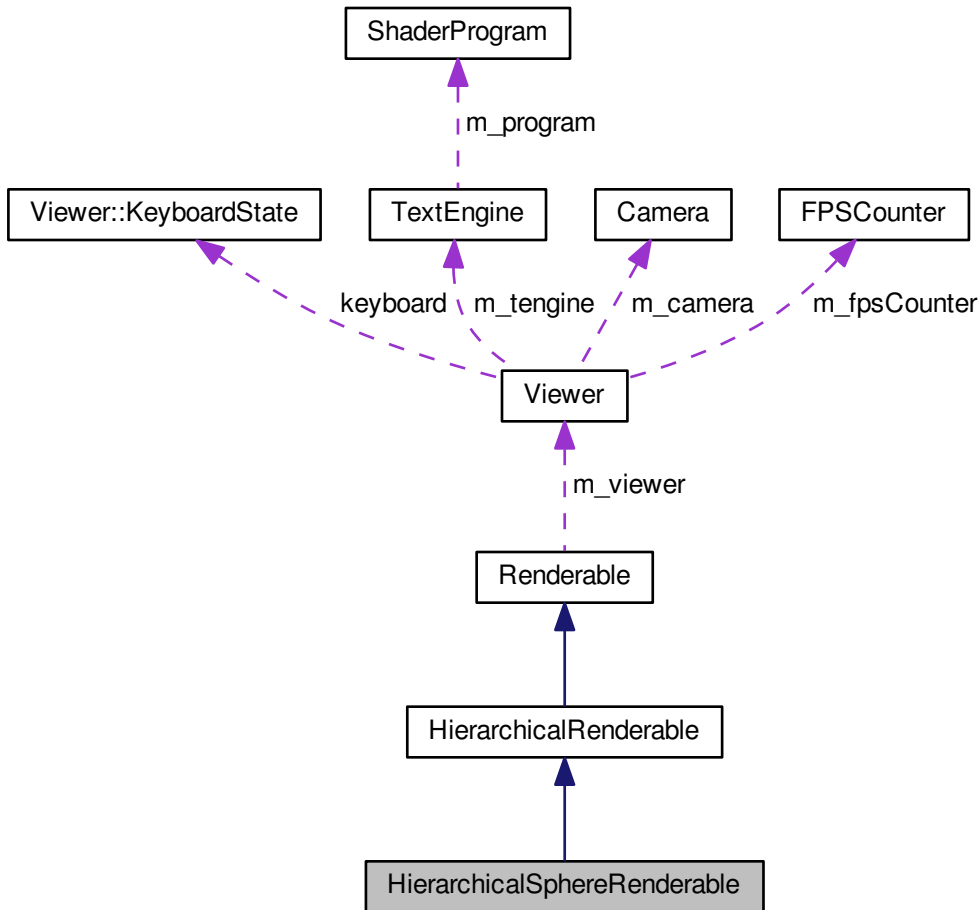 ShaderProgram
m_program
Viewer::KeyboardState
TextEngine
Camera
FPSCounter
keyboard
m_tengine
m_camera
m_fpsCounter
Viewer
m_viewer
Renderable
HierarchicalRenderable
HierarchicalSphereRenderable